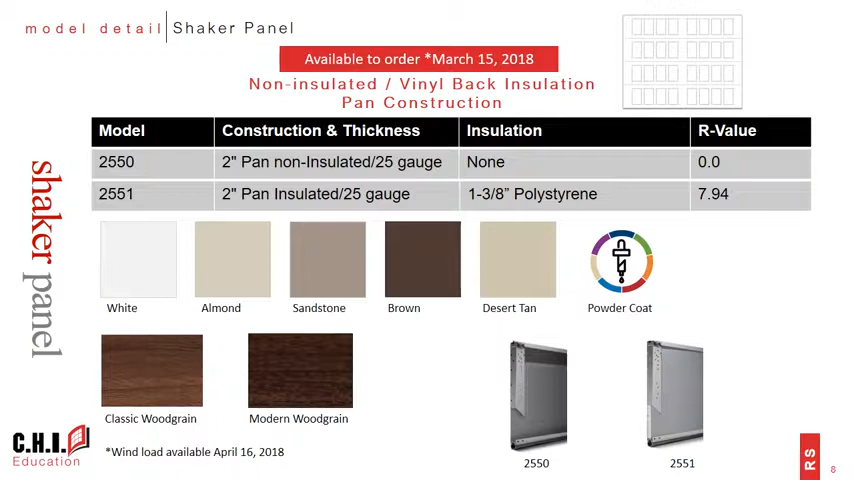 model detail Shaker Panel
Available to order *March 15, 2018
Non-insulated / Vinyl Back Insulation
Pan Construction
Model Construction & Thickness Insulation R-Value
2550 2" Pan non-Insulated/25 gauge None 0.0
2551 2" Pan Insulated/25 gauge 1-3/8” Polystyrene 7.94
shaker panel
White Almond Sandstone Brown Desert Tan Powder Coat
Classic Woodgrain Modern Woodgrain
C.H.I.
Education
*Wind load available April 16, 2018
2550 2551
RS
8